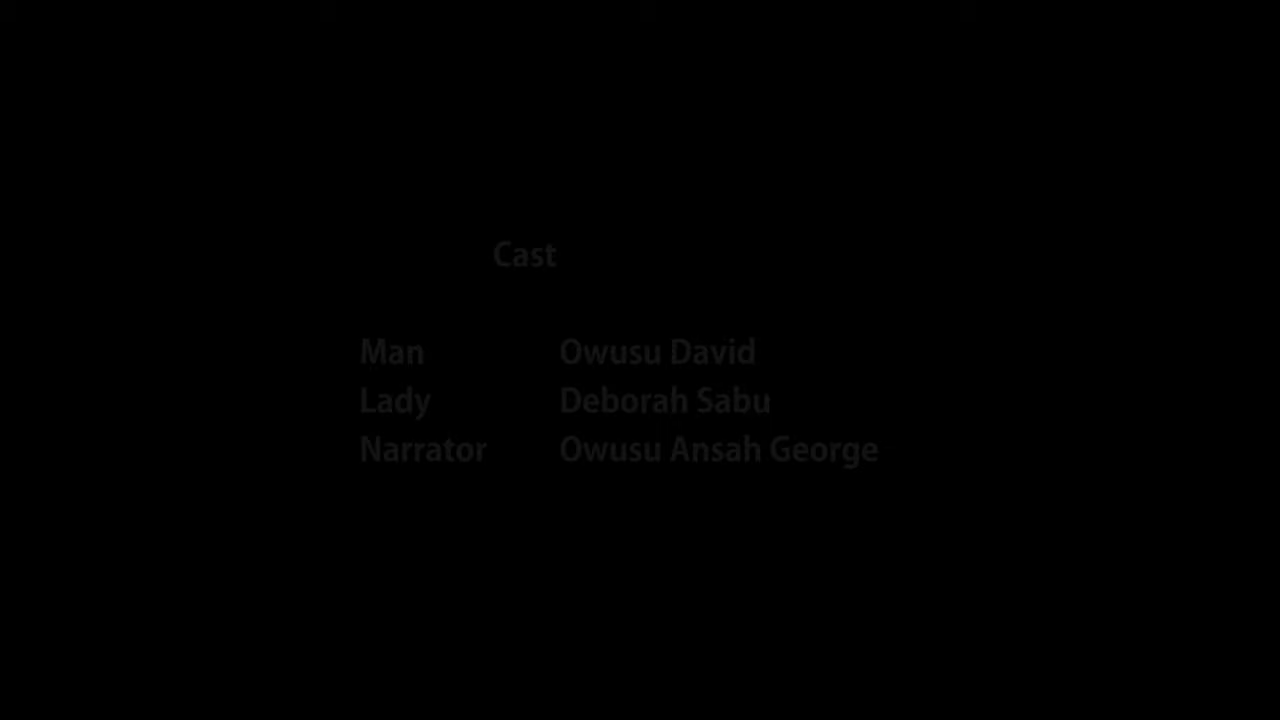 Cast
Man Owusu David
Lady Deborah Sabu
Narrator Owusu Ansah George